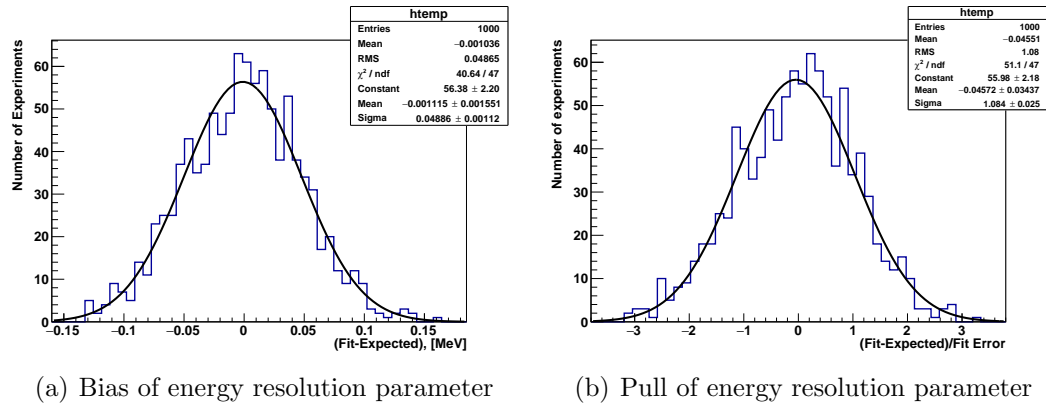 htemp
Entries 1000
Mean −0.001036
RMS 0.04865
χ² / ndf 40.64 / 47
Constant 56.38 ± 2.20
Mean −0.001115 ± 0.001551
Sigma 0.04886 ± 0.00112
Number of Experiments
60
50
40
30
20
10
0
−0.15 −0.1 −0.05 0 0.05 0.1 0.15
(Fit-Expected), [MeV]
(a) Bias of energy resolution parameter
htemp
Entries 1000
Mean −0.04551
RMS 1.08
χ² / ndf 51.1 / 47
Constant 55.98 ± 2.18
Mean −0.04572 ± 0.03437
Sigma 1.084 ± 0.025
Number of experiments
60
50
40
30
20
10
0
−3 −2 −1 0 1 2 3
(Fit-Expected)/Fit Error
(b) Pull of energy resolution parameter